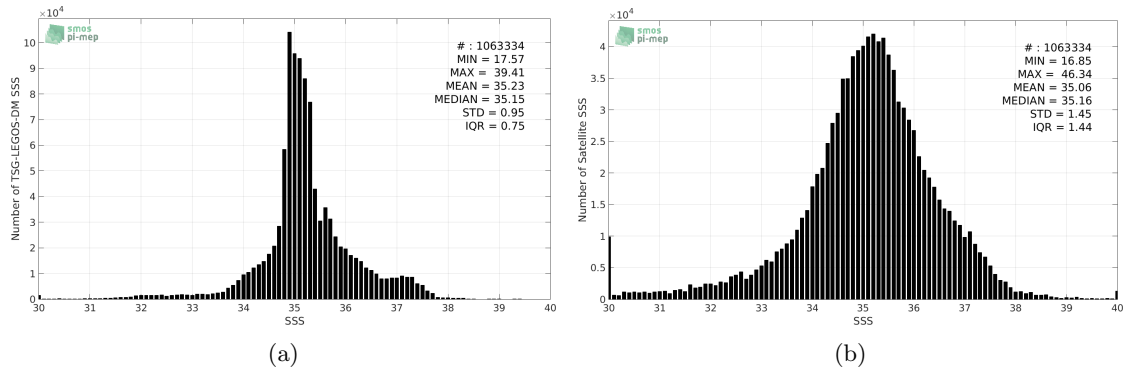 ×10^4
smos
pi-mep
# : 1063334
MIN = 17.57
MAX = 39.41
MEAN = 35.23
MEDIAN = 35.15
STD = 0.95
IQR = 0.75
Number of TSG-LEGOS-DM SSS
10
9
8
7
6
5
4
3
2
1
0
30 31 32 33 34 35 36 37 38 39 40
SSS
(a)
×10^4
smos
pi-mep
# : 1063334
MIN = 16.85
MAX = 46.34
MEAN = 35.06
MEDIAN = 35.16
STD = 1.45
IQR = 1.44
Number of Satellite SSS
4
3.5
3
2.5
2
1.5
1
0.5
0
30 31 32 33 34 35 36 37 38 39 40
SSS
(b)